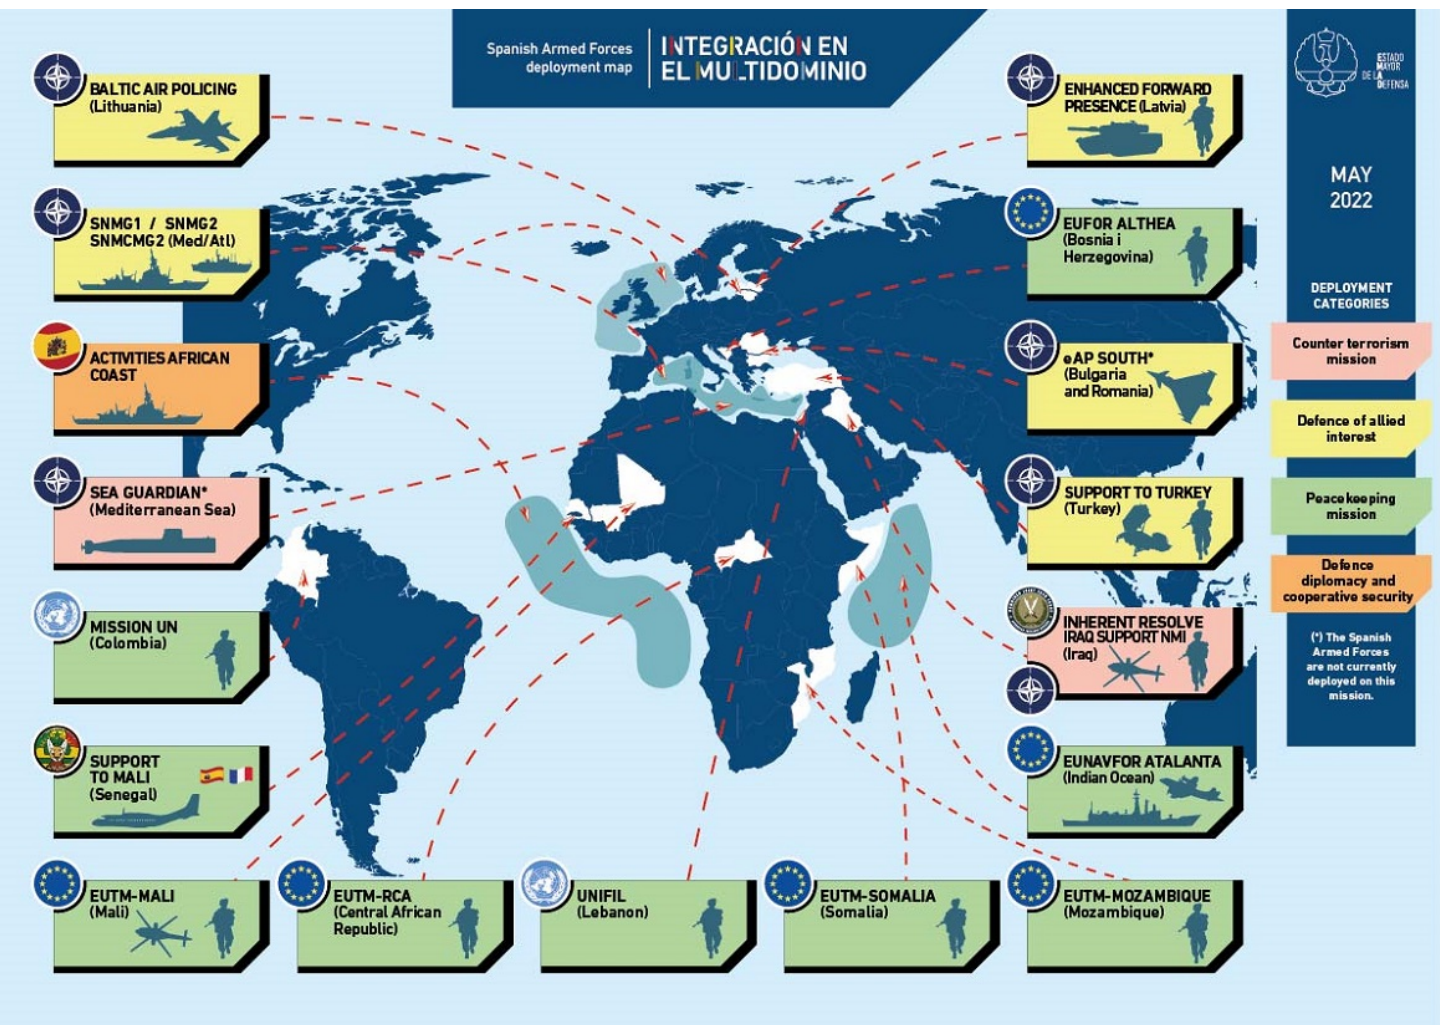 Spanish Armed Forces
deployment map
INTEGRACIÓN EN
EL MULTIDOMINIO
ESTADO
MAYOR
DE LA
DEFENSA
MAY
2022
DEPLOYMENT
CATEGORIES
Counter terrorism
mission
Defence of allied
interest
Peacekeeping
mission
Defence
diplomacy and
cooperative security
(*) The Spanish
Armed Forces
are not currently
deployed on this
mission.
BALTIC AIR POLICING
(Lithuania)
SNMG1 / SNMG2
SNMCMG2 (Med/Atl)
ACTIVITIES AFRICAN
COAST
SEA GUARDIAN*
(Mediterranean Sea)
MISSION UN
(Colombia)
SUPPORT
TO MALI
(Senegal)
EUTM-MALI
(Mali)
EUTM-RCA
(Central African
Republic)
UNIFIL
(Lebanon)
EUTM-SOMALIA
(Somalia)
EUTM-MOZAMBIQUE
(Mozambique)
ENHANCED FORWARD
PRESENCE (Latvia)
EUFOR ALTHEA
(Bosnia i
Herzegovina)
eAP SOUTH*
(Bulgaria
and Romania)
SUPPORT TO TURKEY
(Turkey)
INHERENT RESOLVE
IRAQ SUPPORT NMI
(Iraq)
EUNAVFOR ATALANTA
(Indian Ocean)